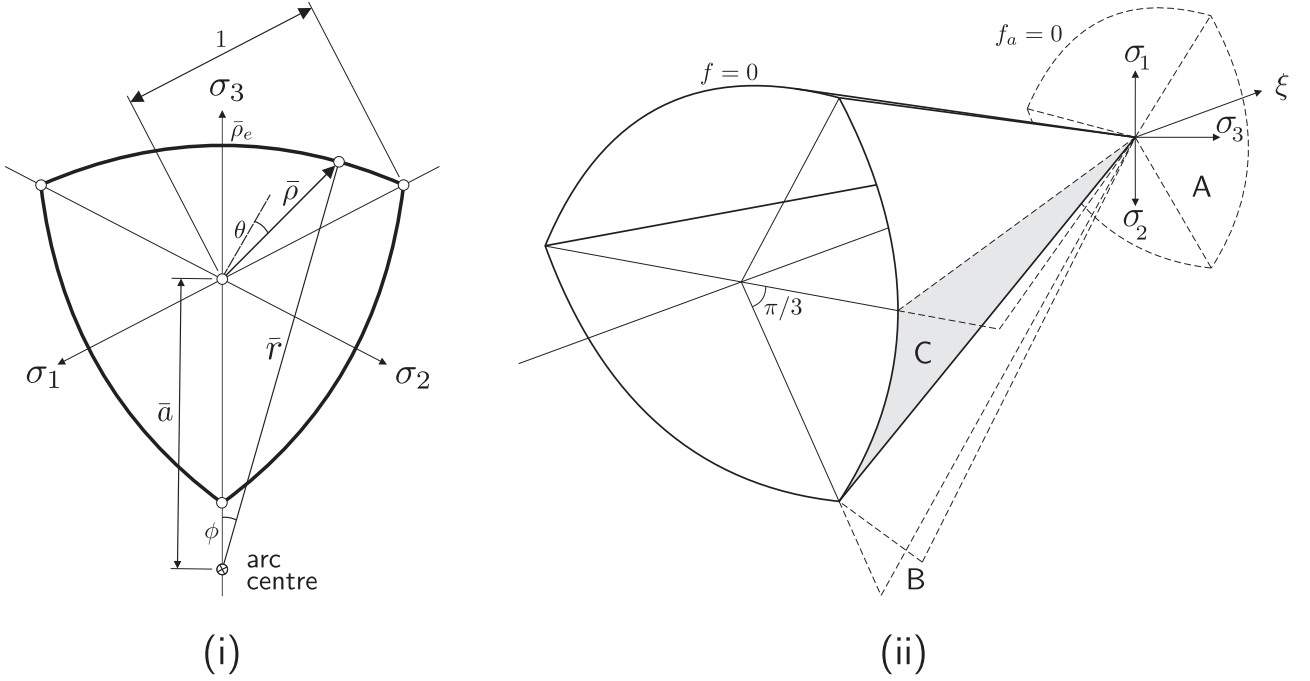 1
σ3
ρ̄e
ρ̄
θ
r̄
σ1
σ2
ā
ϕ
arc
centre
(i)
fa = 0
f = 0
σ1
ξ
σ3
A
σ2
π/3
C
B
(ii)